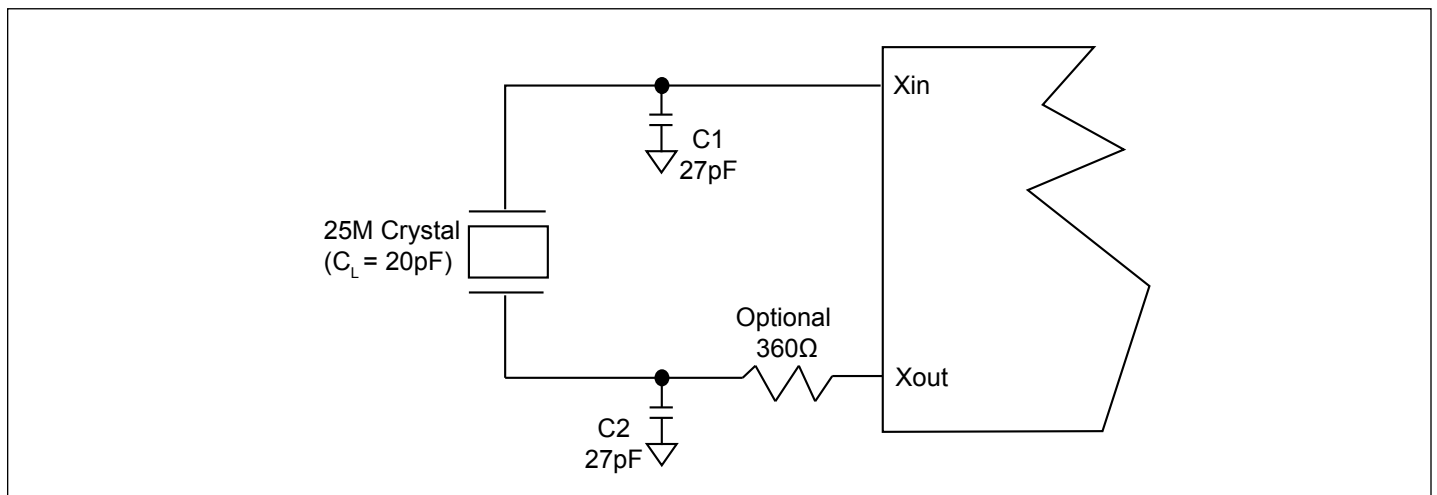 Xin
C1
27pF
25M Crystal
(C_L = 20pF)
Optional
360Ω
Xout
C2
27pF